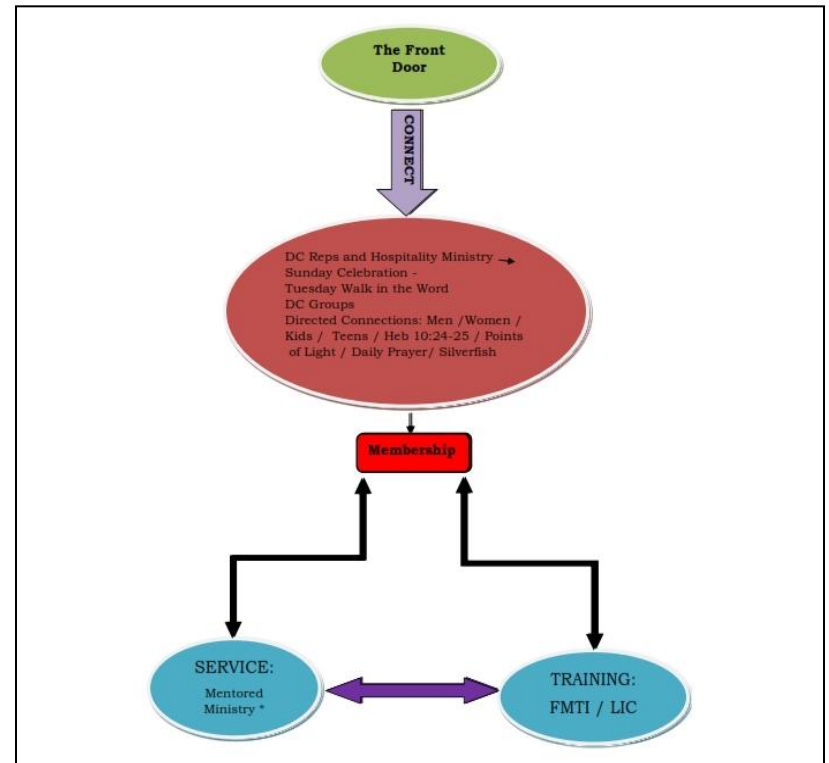 The Front
Door
CONNECT
DC Reps and Hospitality Ministry
Sunday Celebration -
Tuesday Walk in the Word
DC Groups
Directed Connections: Men /Women /
Kids / Teens / Heb 10:24-25 / Points
of Light / Daily Prayer/ Silverfish
Membership
SERVICE:
Mentored
Ministry *
TRAINING:
FMTI / LIC